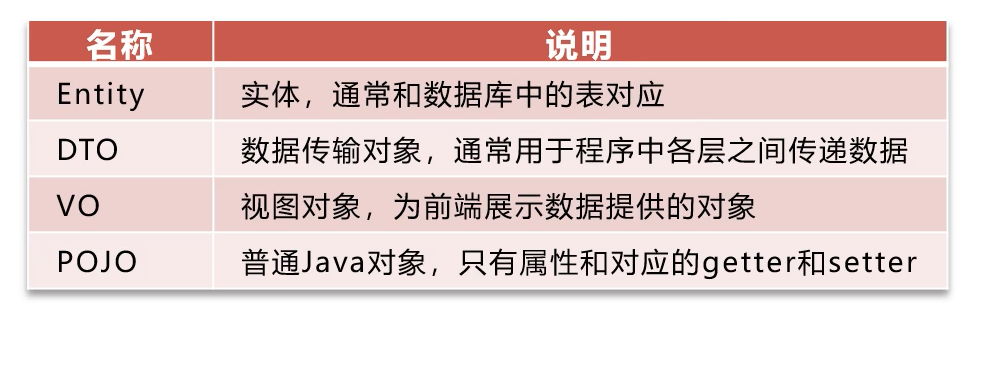 名称 说明
Entity 实体，通常和数据库中的表对应
DTO 数据传输对象，通常用于程序中各层之间传递数据
VO 视图对象，为前端展示数据提供的对象
POJO 普通Java对象，只有属性和对应的getter和setter